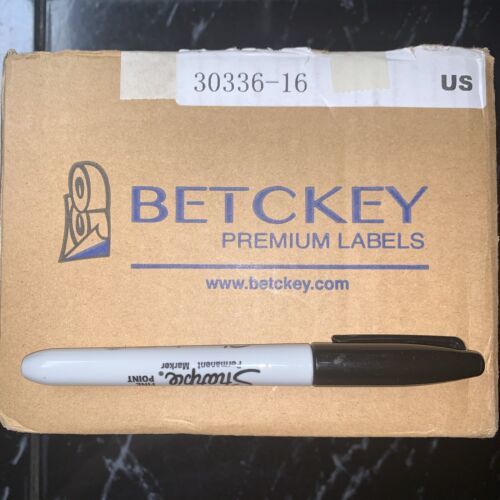 30336-16
US
BETCKEY
PREMIUM LABELS
www.betckey.com
Sharpie®
Permanent
Marker
FINE
POINT